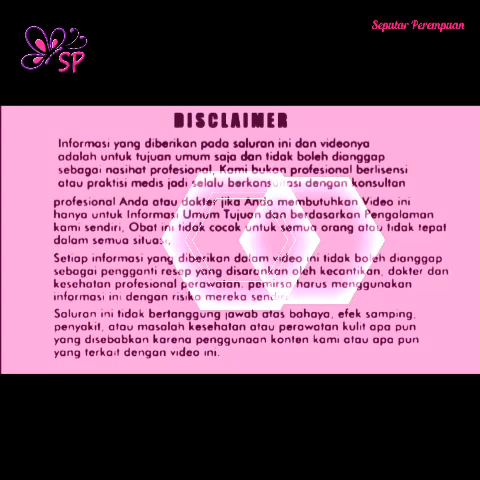 Seputar Perempuan
SP
DISCLAIMER
Informasi yang diberikan pada saluran ini dan videonya
adalah untuk tujuan umum saja dan tidak boleh dianggap
sebagai nasihat profesional, Kami bukan profesional berlisensi
atau praktisi medis jadi selalu berkonsultasi dengan konsultan
profesional Anda atau dokter jika Anda membutuhkan Video ini
hanya untuk Informasi Umum Tujuan dan berdasarkan Pengalaman
kami sendiri, Obat ini tidak cocok untuk semua orang atau tidak tepat
dalam semua situasi,
Setiap informasi yang diberikan dalam video ini tidak boleh dianggap
sebagai pengganti resep yang disarankan oleh kecantikan, dokter dan
kesehatan profesional perawatan. pemirsa harus menggunakan
informasi ini dengan risiko mereka sendiri
Saluran ini tidak bertanggung jawab atas bahaya, efek samping,
penyakit, atau masalah kesehatan atau perawatan kulit apa pun
yang disebabkan karena penggunaan konten kami atau apa pun
yang terkait dengan video ini.